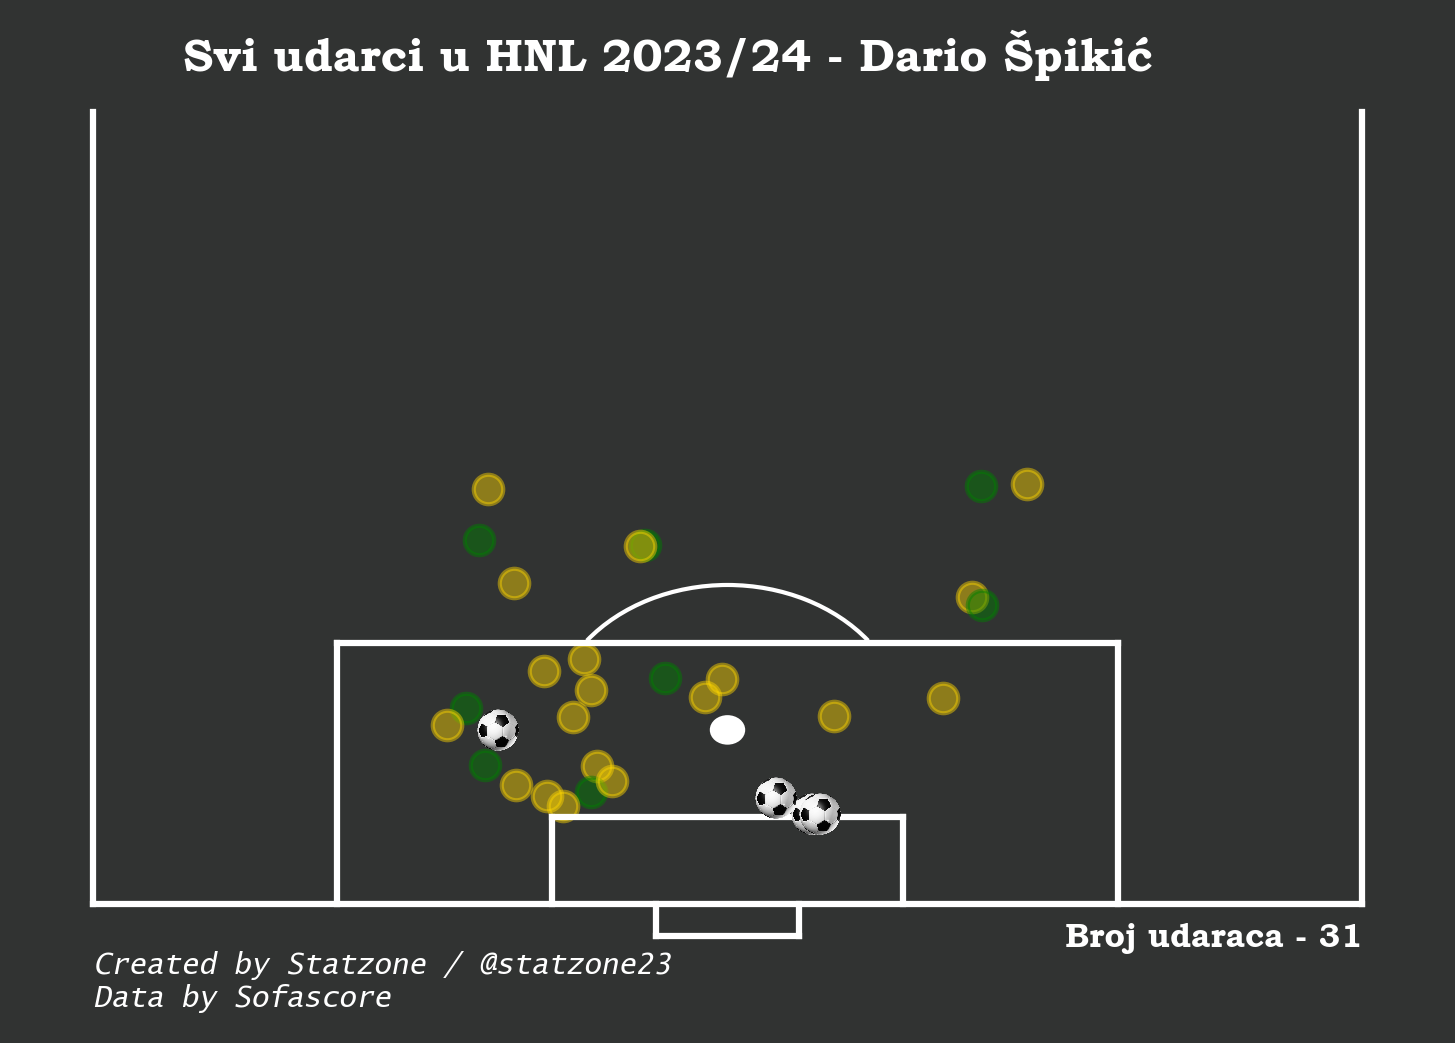 Svi udarci u HNL 2023/24 - Dario Špikić
Broj udaraca - 31
Created by Statzone / @statzone23
Data by Sofascore